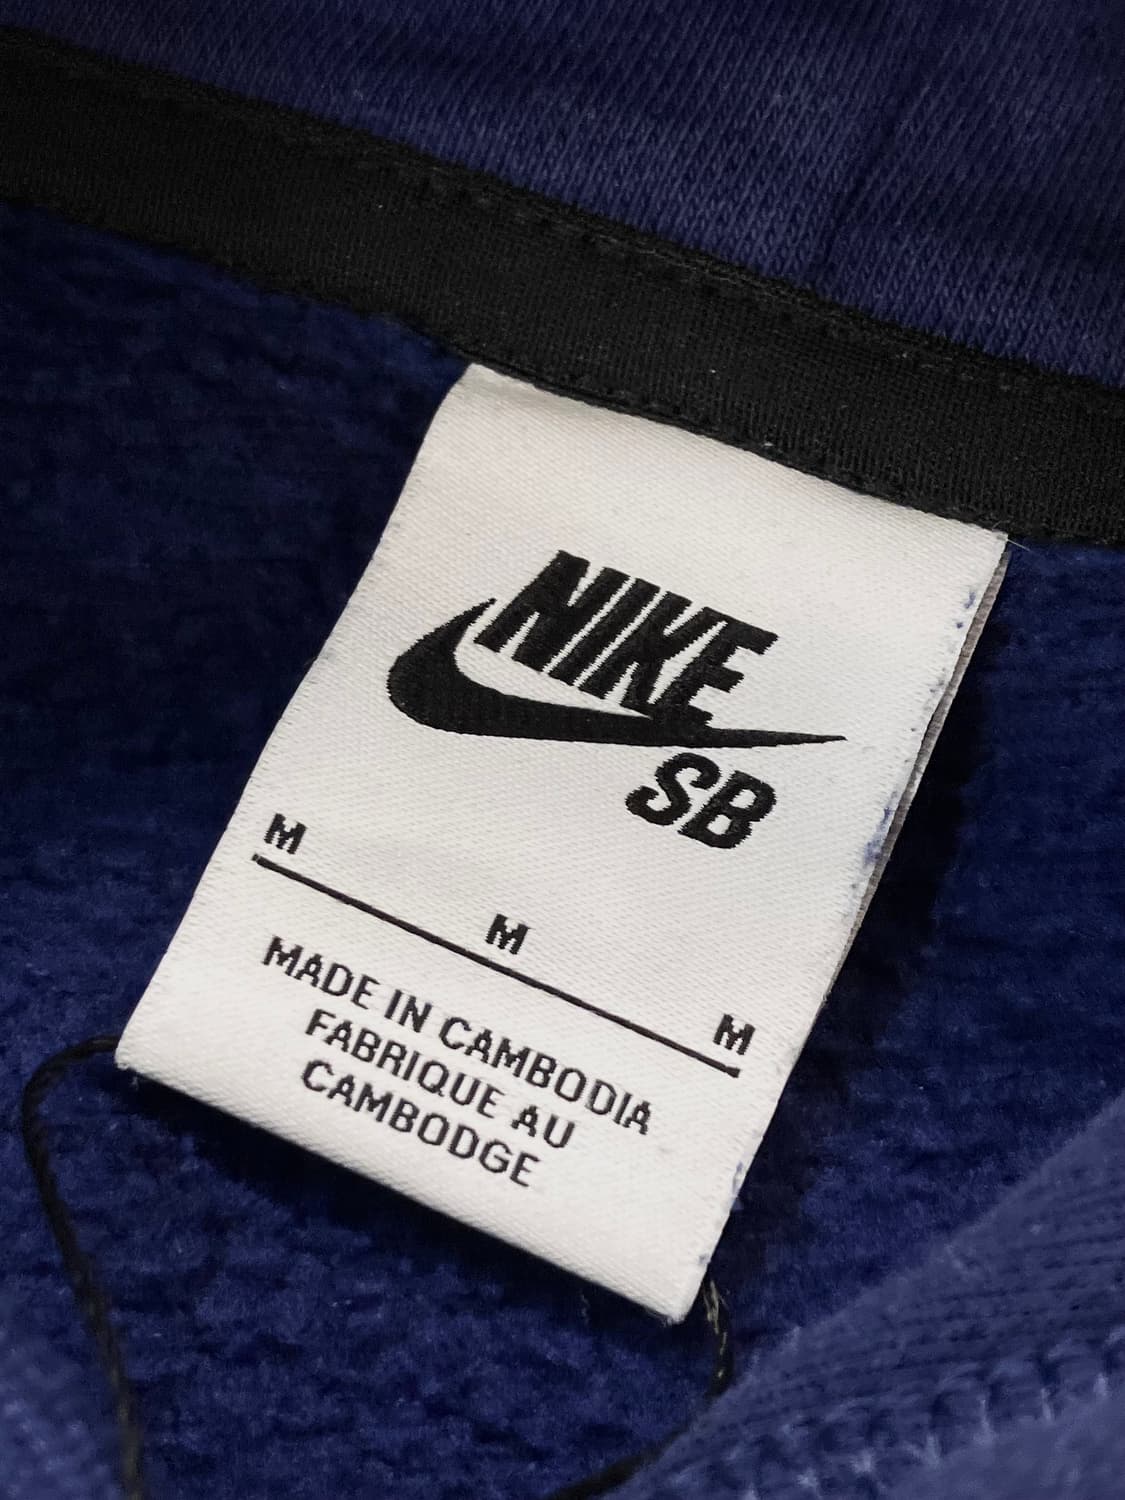 NIKE
SB
M M M
MADE IN CAMBODIA
FABRIQUE AU
CAMBODGE